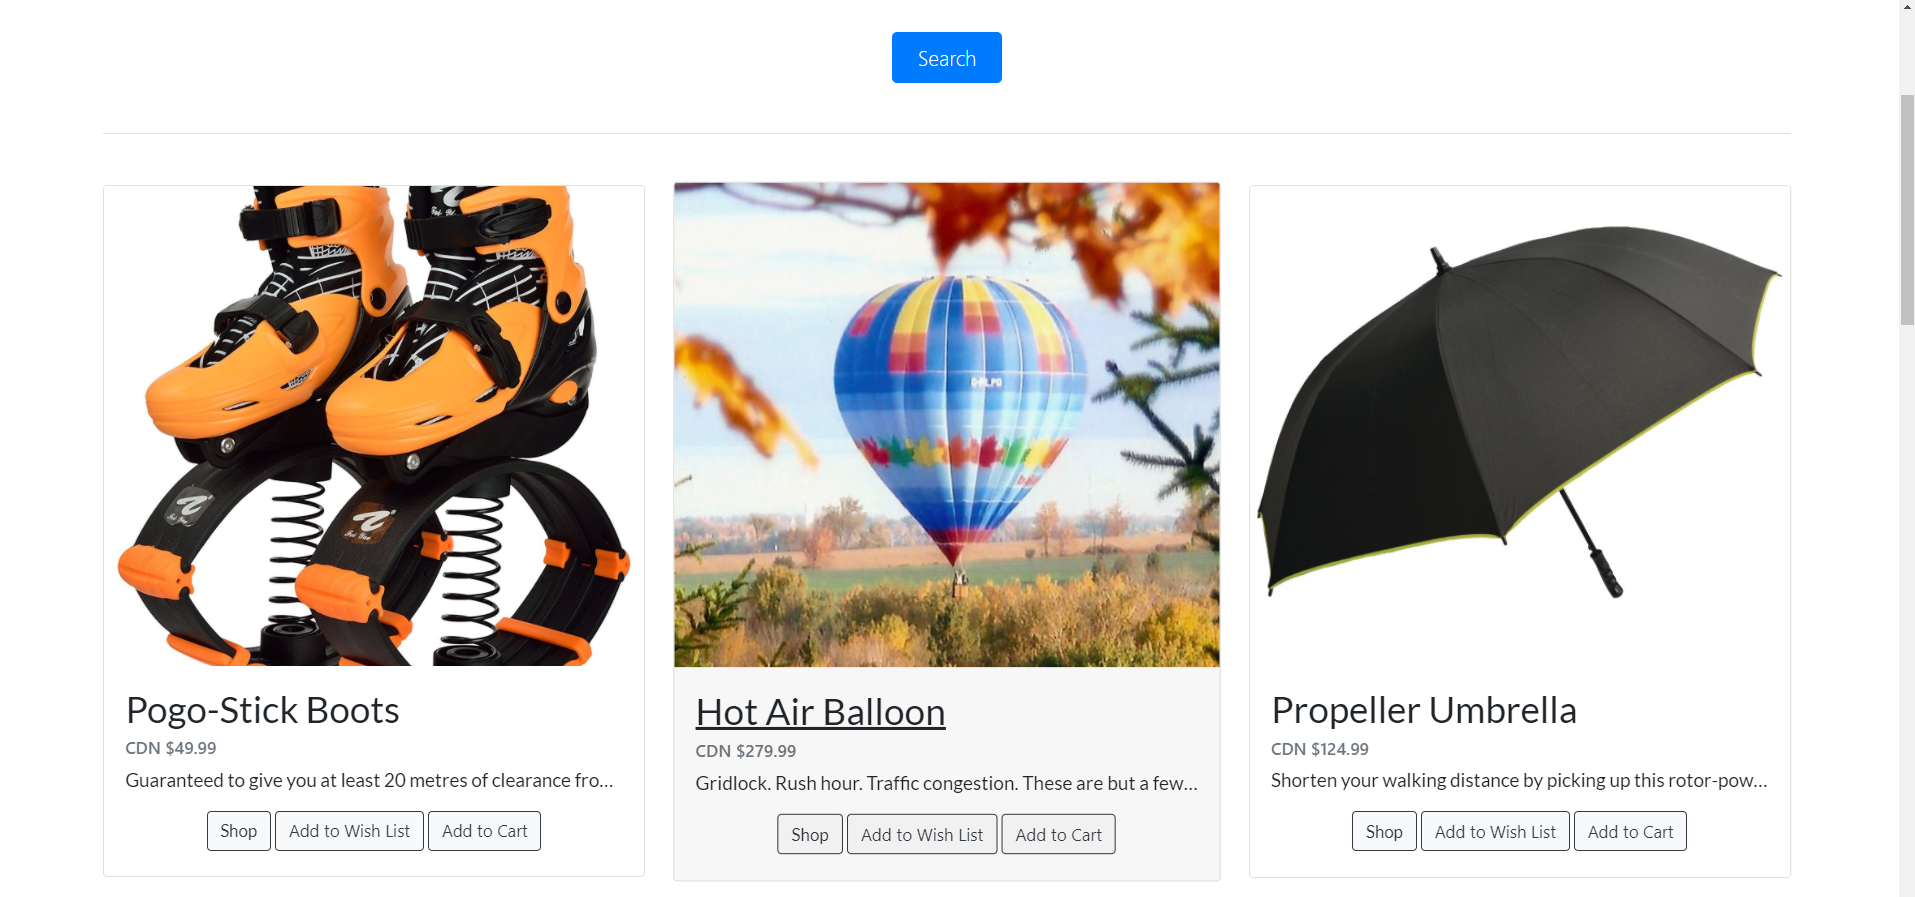 Search
Pogo-Stick Boots
CDN $49.99
Guaranteed to give you at least 20 metres of clearance fro...
Shop
Add to Wish List
Add to Cart
Hot Air Balloon
CDN $279.99
Gridlock. Rush hour. Traffic congestion. These are but a few...
Shop
Add to Wish List
Add to Cart
Propeller Umbrella
CDN $124.99
Shorten your walking distance by picking up this rotor-pow...
Shop
Add to Wish List
Add to Cart